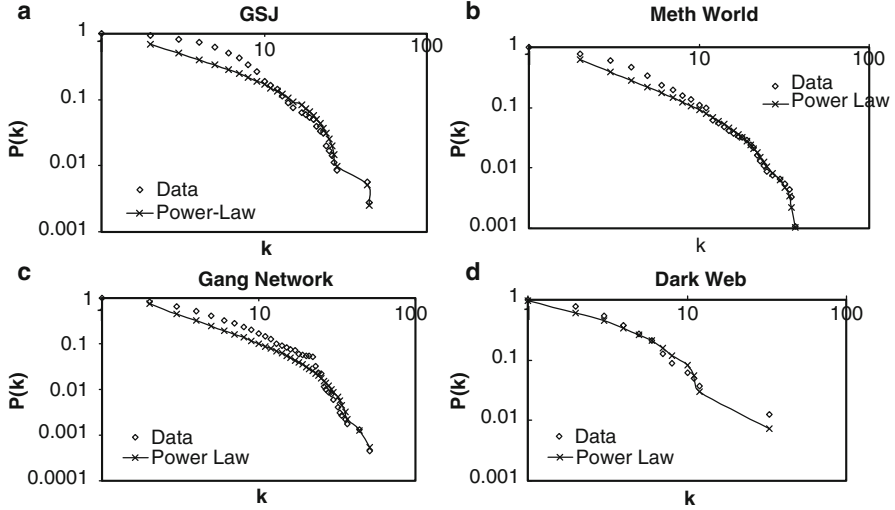 a
GSJ
1
10
100
0.1
0.01
0.001
P(k)
Data
Power-Law
k
b
Meth World
1
10
100
0.1
0.01
0.001
P(k)
Data
Power Law
k
c
Gang Network
1
10
100
0.1
0.01
0.001
0.0001
P(k)
Data
Power Law
k
d
Dark Web
1
1
10
100
0.1
0.01
0.001
P(k)
Data
Power Law
k